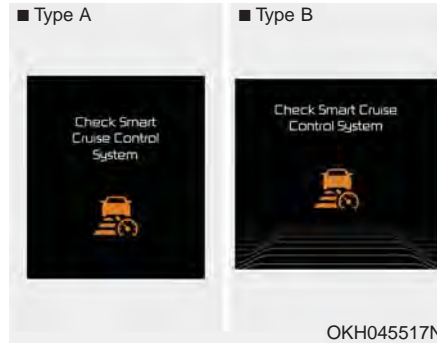 ■ Type A
■ Type B
Check Smart
Cruise Control
System
Check Smart Cruise
Control System
OKH045517N